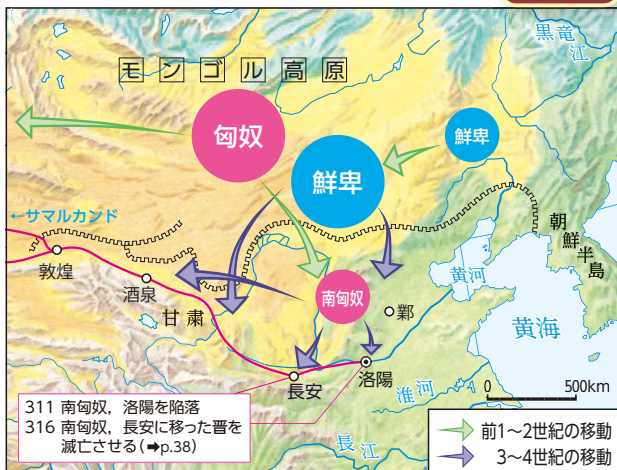 黒竜江
モンゴル高原
匈奴
鮮卑
鮮卑
←サマルカンド
敦煌
酒泉
甘粛
南匈奴
鄴
黄河
朝鮮半島
黄海
長安
洛陽
淮河
長江
0 500km
311 南匈奴，洛陽を陥落
316 南匈奴，長安に移った晋を
滅亡させる(➡p.38)
前1～2世紀の移動
3～4世紀の移動